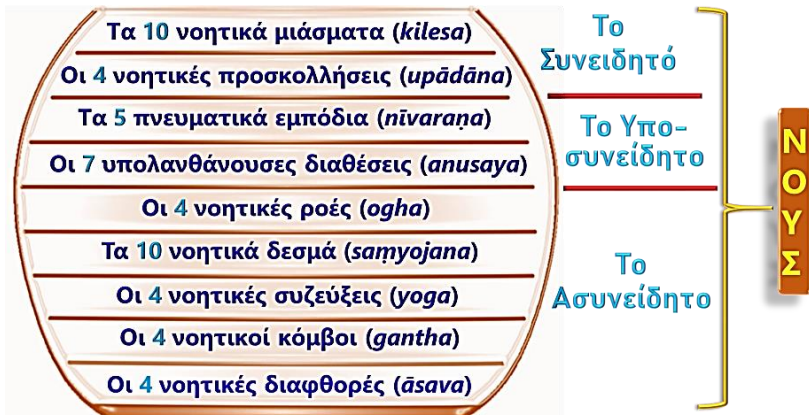 Τα 10 νοητικά μιάσματα (kilesa)
Οι 4 νοητικές προσκολλήσεις (upādāna)
Τα 5 πνευματικά εμπόδια (nīvaraṇa)
Οι 7 υπολανθάνουσες διαθέσεις (anusaya)
Οι 4 νοητικές ροές (ogha)
Τα 10 νοητικά δεσμά (saṃyojana)
Οι 4 νοητικές συζεύξεις (yoga)
Οι 4 νοητικοί κόμβοι (gantha)
Οι 4 νοητικές διαφθορές (āsava)
Το
Συνειδητό
Το Υπο-
συνείδητο
Το
Ασυνείδητο
ΝΟΥΣ